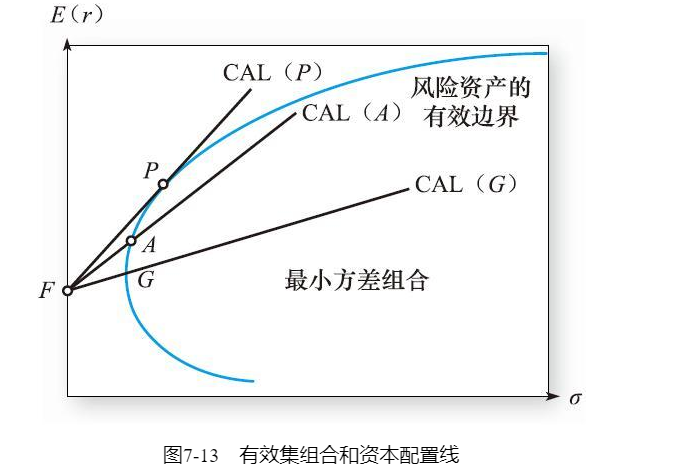 E(r)
CAL（P）
风险资产的
有效边界
CAL（A）
P
CAL（G）
A
G
最小方差组合
F
σ
图7-13 有效集组合和资本配置线